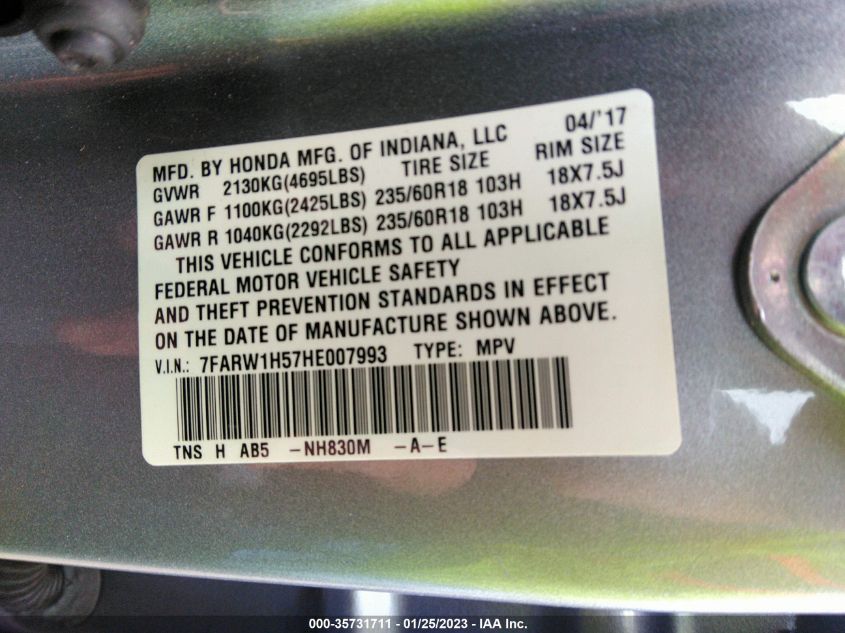 MFD. BY HONDA MFG. OF INDIANA, LLC 04/'17
GVWR 2130KG(4695LBS) TIRE SIZE RIM SIZE
GAWR F 1100KG(2425LBS) 235/60R18 103H 18X7.5J
GAWR R 1040KG(2292LBS) 235/60R18 103H 18X7.5J
THIS VEHICLE CONFORMS TO ALL APPLICABLE
FEDERAL MOTOR VEHICLE SAFETY
AND THEFT PREVENTION STANDARDS IN EFFECT
ON THE DATE OF MANUFACTURE SHOWN ABOVE.
V.I.N.: 7FARW1H57HE007993 TYPE: MPV
TNS H AB5 -NH830M -A-E
000-35731711 - 01/25/2023 - IAA Inc.